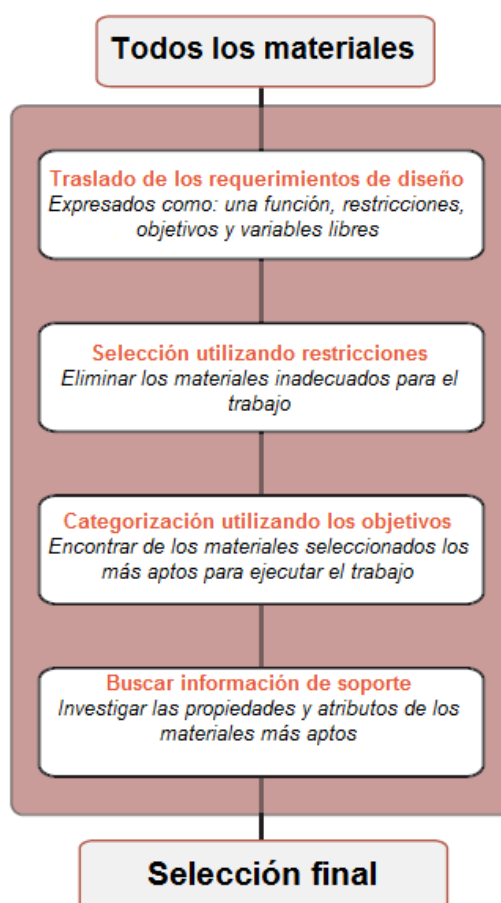 Todos los materiales
Traslado de los requerimientos de diseño
Expresados como: una función, restricciones,
objetivos y variables libres
Selección utilizando restricciones
Eliminar los materiales inadecuados para el
trabajo
Categorización utilizando los objetivos
Encontrar de los materiales seleccionados los
más aptos para ejecutar el trabajo
Buscar información de soporte
Investigar las propiedades y atributos de los
materiales más aptos
Selección final